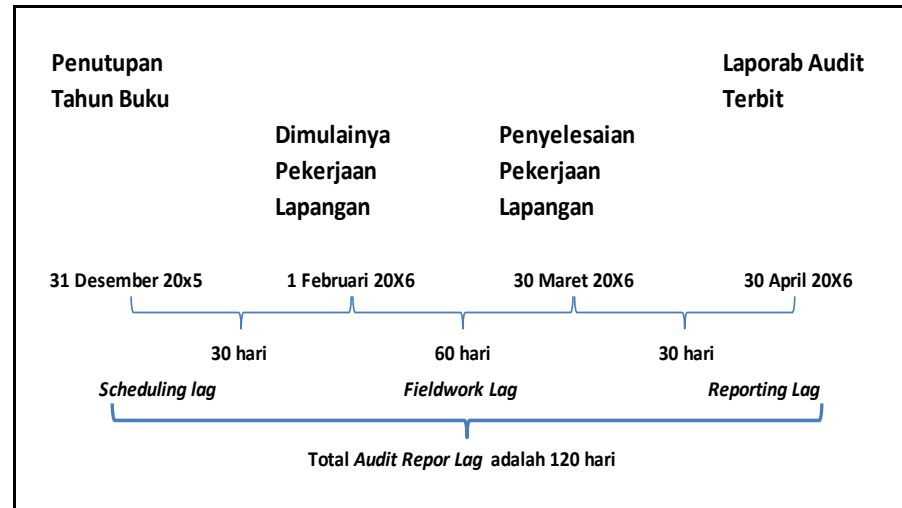 Penutupan
Tahun Buku
Laporab Audit
Terbit
Dimulainya
Pekerjaan
Lapangan
Penyelesaian
Pekerjaan
Lapangan
31 Desember 20x5
1 Februari 20X6
30 Maret 20X6
30 April 20X6
30 hari
60 hari
30 hari
Scheduling lag
Fieldwork Lag
Reporting Lag
Total Audit Repor Lag adalah 120 hari